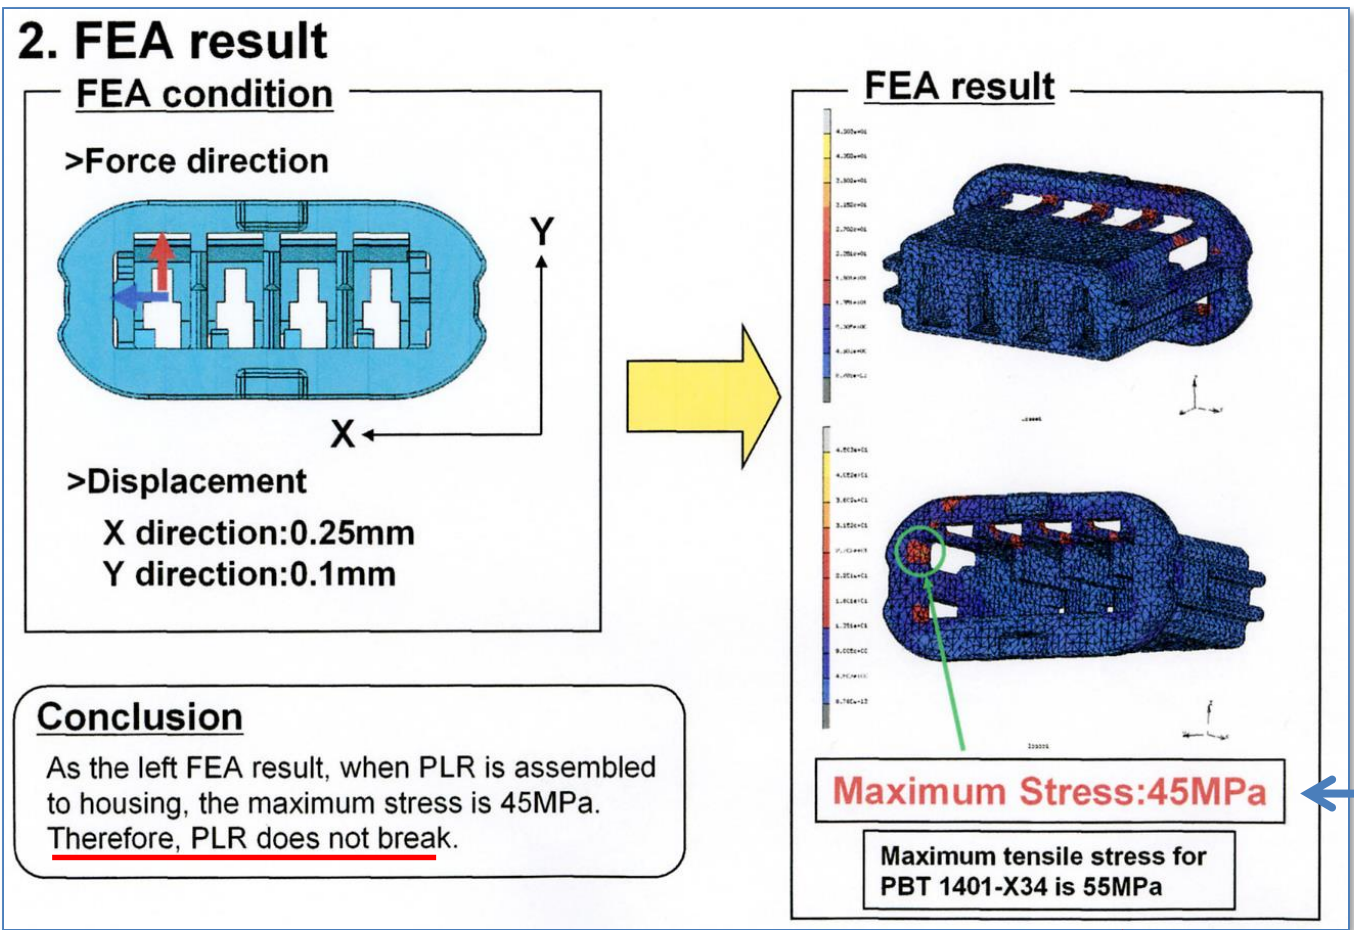 2. FEA result
FEA condition
>Force direction
Y
X
>Displacement
X direction:0.25mm
Y direction:0.1mm
Conclusion
As the left FEA result, when PLR is assembled
to housing, the maximum stress is 45MPa.
Therefore, PLR does not break.
FEA result
Maximum Stress:45MPa
Maximum tensile stress for
PBT 1401-X34 is 55MPa